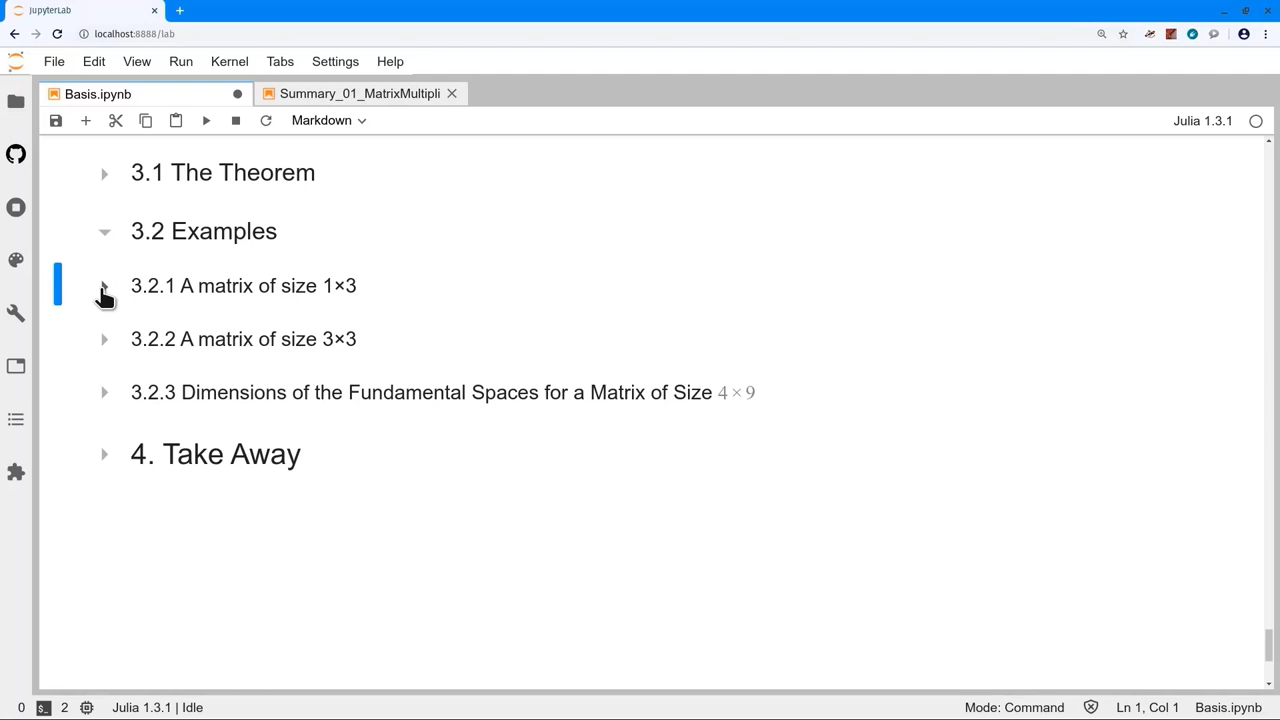 JupyterLab
localhost:8888/lab
File Edit View Run Kernel Tabs Settings Help
Basis.ipynb
Summary_01_MatrixMultipli
Markdown
Julia 1.3.1
3.1 The Theorem
3.2 Examples
3.2.1 A matrix of size 1×3
3.2.2 A matrix of size 3×3
3.2.3 Dimensions of the Fundamental Spaces for a Matrix of Size 4 × 9
4. Take Away
0 $_ 2 Julia 1.3.1 | Idle Mode: Command Ln 1, Col 1 Basis.ipynb